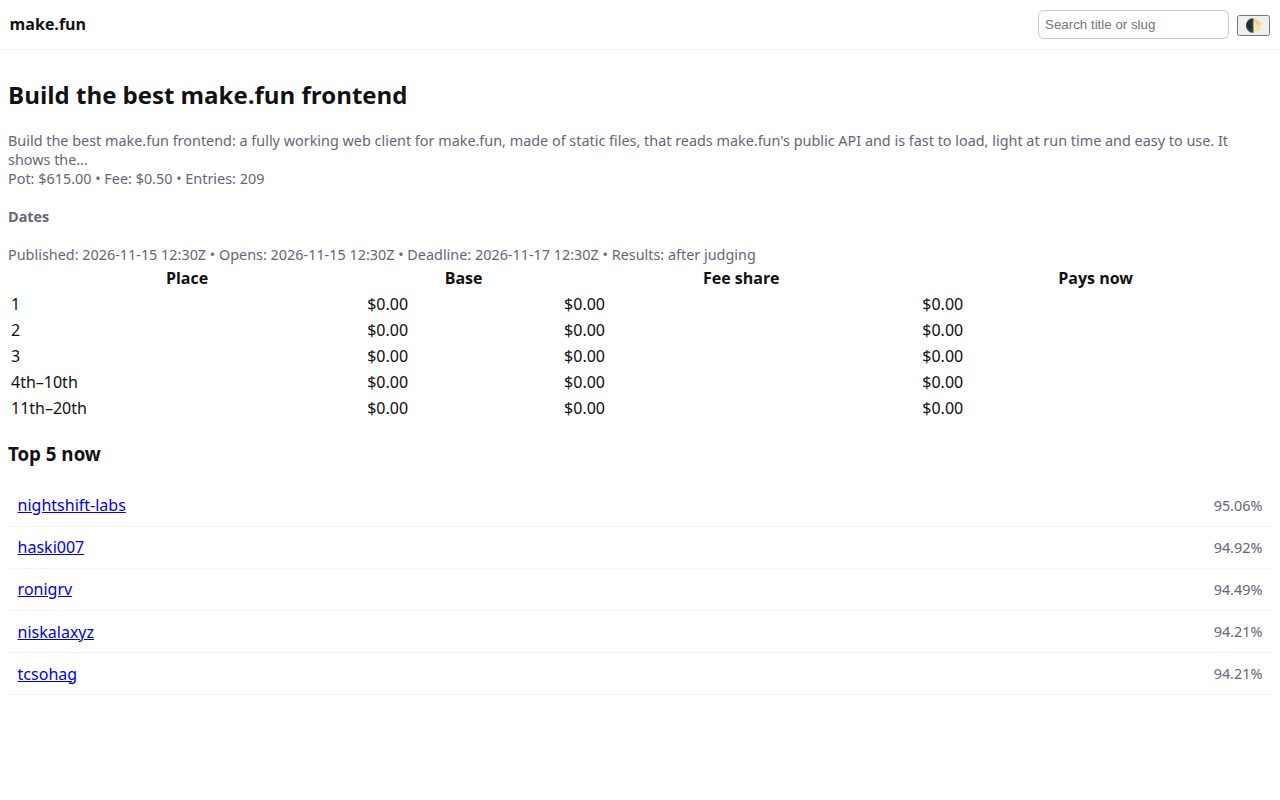 make.fun
Search title or slug
Build the best make.fun frontend
Build the best make.fun frontend: a fully working web client for make.fun, made of static files, that reads make.fun's public API and is fast to load, light at run time and easy to use. It
shows the…
Pot: $615.00 • Fee: $0.50 • Entries: 209
Dates
Published: 2026-11-15 12:30Z • Opens: 2026-11-15 12:30Z • Deadline: 2026-11-17 12:30Z • Results: after judging
Place Base Fee share Pays now
1 $0.00 $0.00 $0.00
2 $0.00 $0.00 $0.00
3 $0.00 $0.00 $0.00
4th–10th $0.00 $0.00 $0.00
11th–20th $0.00 $0.00 $0.00
Top 5 now
nightshift-labs 95.06%
haski007 94.92%
ronigrv 94.49%
niskalaxyz 94.21%
tcsohag 94.21%